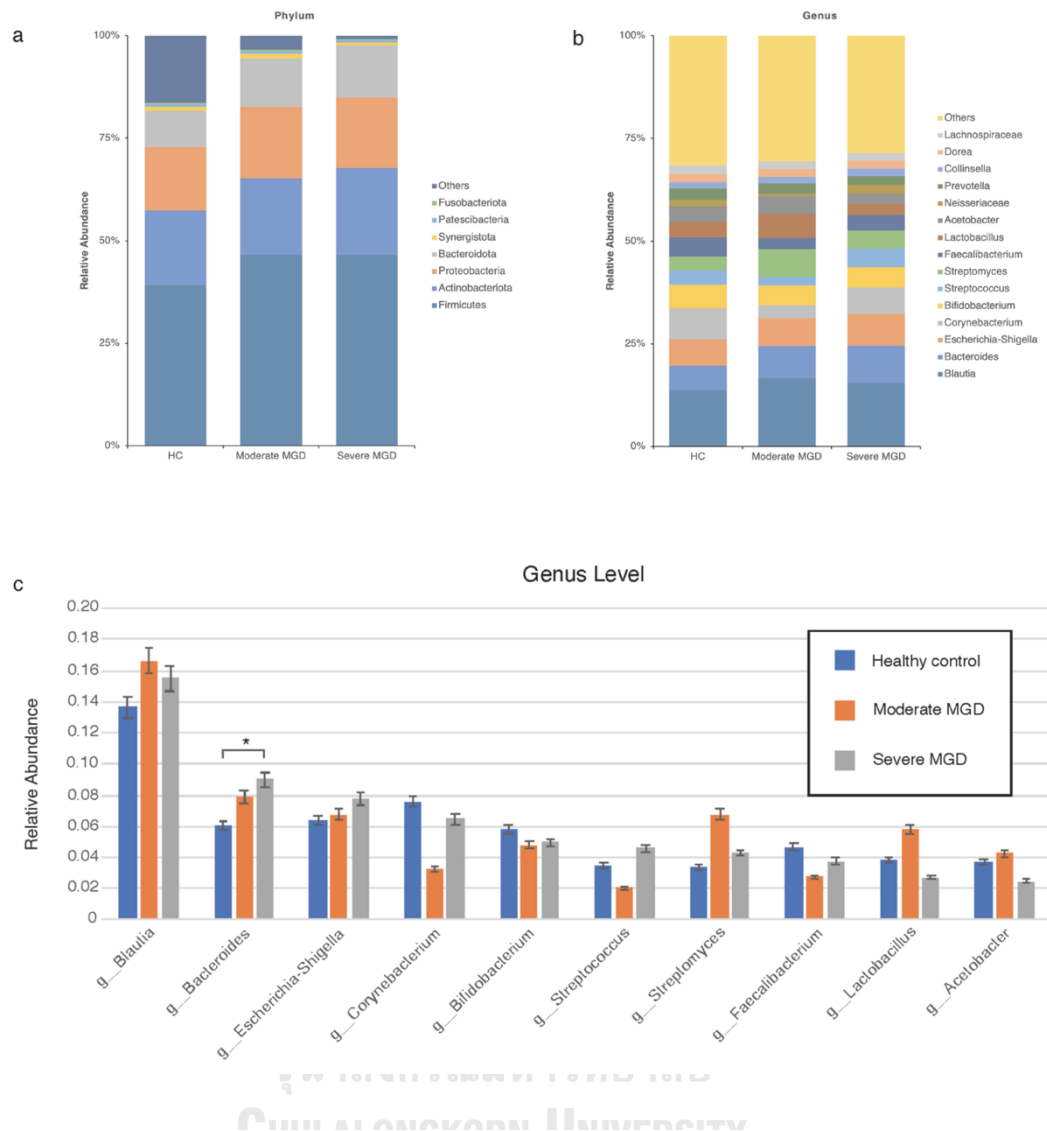 Phylum
a
100%
75%
50%
25%
0%
Relative Abundance
HC
Moderate MGD
Severe MGD
Others
Fusobacteriota
Patescibacteria
Synergistota
Bacteroidota
Proteobacteria
Actinobacteriota
Firmicutes
Genus
b
100%
75%
50%
25%
0%
Relative Abundance
HC
Moderate MGD
Severe MGD
Others
Lachnospiraceae
Dorea
Collinsella
Prevotella
Neisseriaceae
Acetobacter
Lactobacillus
Faecalibacterium
Streptomyces
Streptococcus
Bifidobacterium
Corynebacterium
Escherichia-Shigella
Bacteroides
Blautia
c
Genus Level
0.20
0.18
0.16
0.14
0.12
0.10
0.08
0.06
0.04
0.02
0
Relative Abundance
*
Healthy control
Moderate MGD
Severe MGD
g__Blautia
g__Bacteroides
g__Escherichia-Shigella
g__Corynebacterium
g__Bifidobacterium
g__Streptococcus
g__Streptomyces
g__Faecalibacterium
g__Lactobacillus
g__Acetobacter
CHULALONGKORN UNIVERSITY